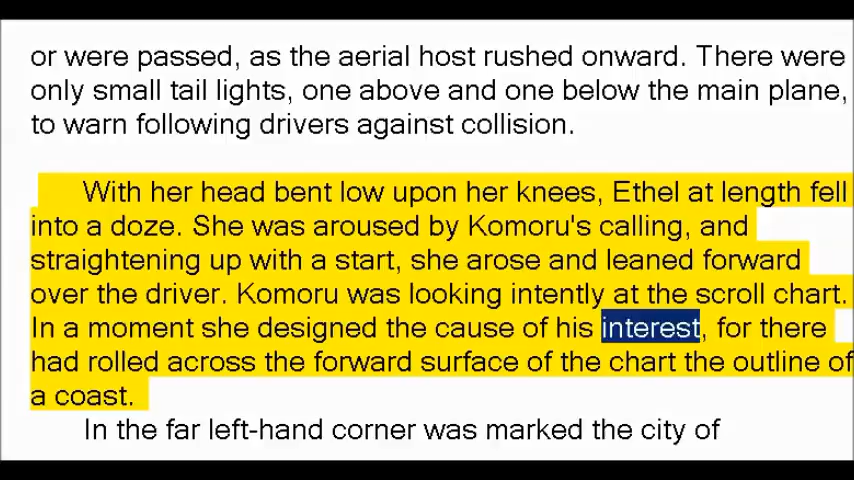 or were passed, as the aerial host rushed onward. There were
only small tail lights, one above and one below the main plane,
to warn following drivers against collision.
With her head bent low upon her knees, Ethel at length fell
into a doze. She was aroused by Komoru's calling, and
straightening up with a start, she arose and leaned forward
over the driver. Komoru was looking intently at the scroll chart.
In a moment she designed the cause of his interest, for there
had rolled across the forward surface of the chart the outline of
a coast.
In the far left-hand corner was marked the city of